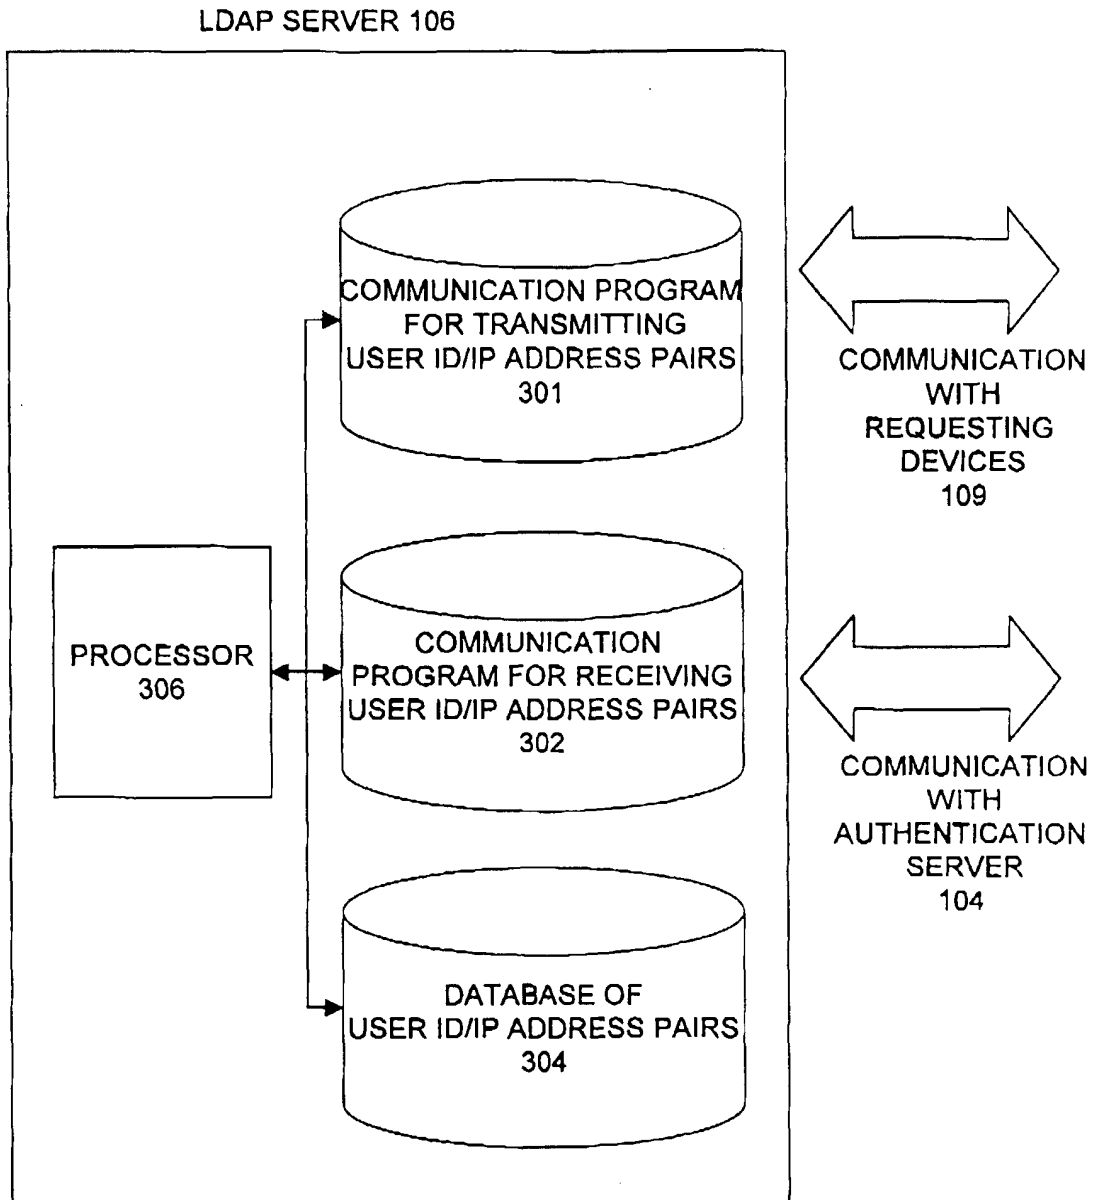 LDAP SERVER 106
COMMUNICATION PROGRAM
FOR TRANSMITTING
USER ID/IP ADDRESS PAIRS
301
COMMUNICATION
WITH
REQUESTING
DEVICES
109
PROCESSOR
306
COMMUNICATION
PROGRAM FOR RECEIVING
USER ID/IP ADDRESS PAIRS
302
COMMUNICATION
WITH
AUTHENTICATION
SERVER
104
DATABASE OF
USER ID/IP ADDRESS PAIRS
304